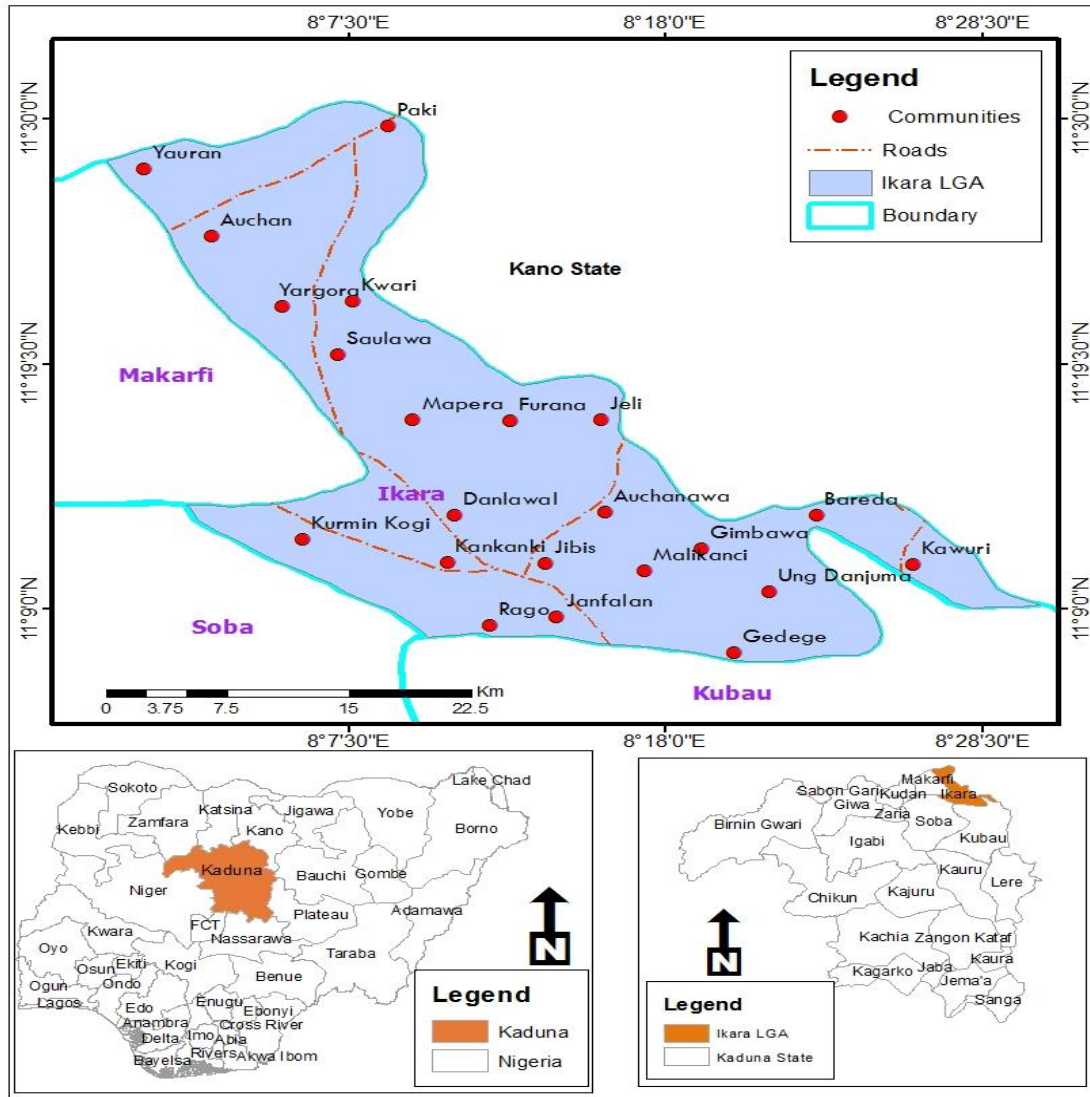 8°7'30"E 8°18'0"E 8°28'30"E
11°30'0"N
11°19'30"N
11°9'0"N
11°30'0"N
11°19'30"N
11°9'0"N
Legend
Communities
Roads
Ikara LGA
Boundary
Paki
Yauran
Auchan
Kano State
Yargora
Kwari
Saulawa
Makarfi
Mapera
Furana
Jeli
Ikara
Danlawal
Auchanawa
Bareda
Kurmin Kogi
Kankanki
Jibis
Malikanci
Gimbawa
Kawuri
Ung Danjuma
Soba
Rago
Janfalan
Gedege
Kubau
Km
0 3.75 7.5 15 22.5
8°7'30"E 8°18'0"E 8°28'30"E
Lake Chad
Sokoto
Katsina
Jigawa
Yobe
Zamfara
Kano
Borno
Kebbi
Kaduna
Bauchi
Gombe
Niger
Plateau
Adamawa
FCT
Nassarawa
Kwara
Taraba
Oyo
Ekiti
Kogi
Osun
Benue
Ogun
Ondo
Lagos
Edo
Enugu
Ebonyi
Anambra
Cross River
Delta
Imo
Abia
Bayelsa
Rivers
Akwa Ibom
N
Legend
Kaduna
Nigeria
Makarfi
Sabon Gari
Kudan
Ikara
Giwa
Zaria
Soba
Birnin Gwari
Igabi
Kubau
Kauru
Lere
Chikun
Kajuru
Kachia
Zangon Kataf
Kaura
Kagarko
Jaba
Jema'a
Sanga
N
Legend
Ikara LGA
Kaduna State